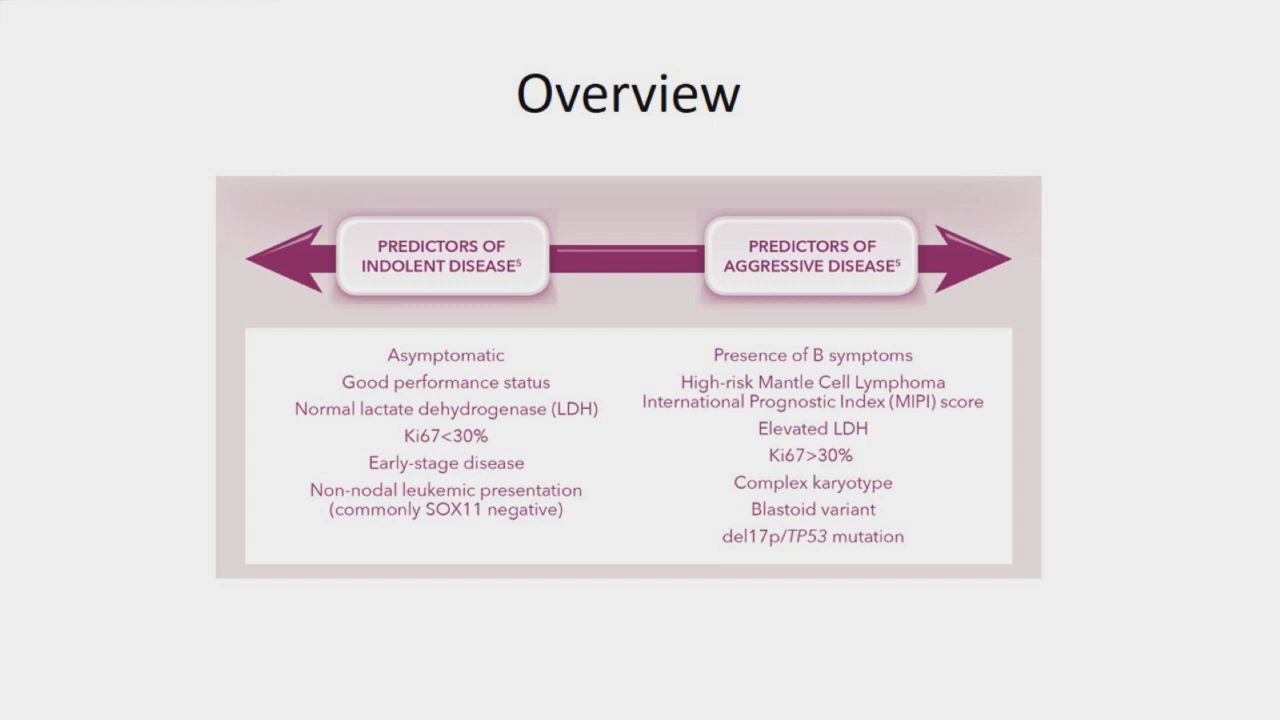 Overview
PREDICTORS OF
INDOLENT DISEASE⁵
PREDICTORS OF
AGGRESSIVE DISEASE⁵
Asymptomatic
Good performance status
Normal lactate dehydrogenase (LDH)
Ki67<30%
Early-stage disease
Non-nodal leukemic presentation
(commonly SOX11 negative)
Presence of B symptoms
High-risk Mantle Cell Lymphoma
International Prognostic Index (MIPI) score
Elevated LDH
Ki67>30%
Complex karyotype
Blastoid variant
del17p/TP53 mutation